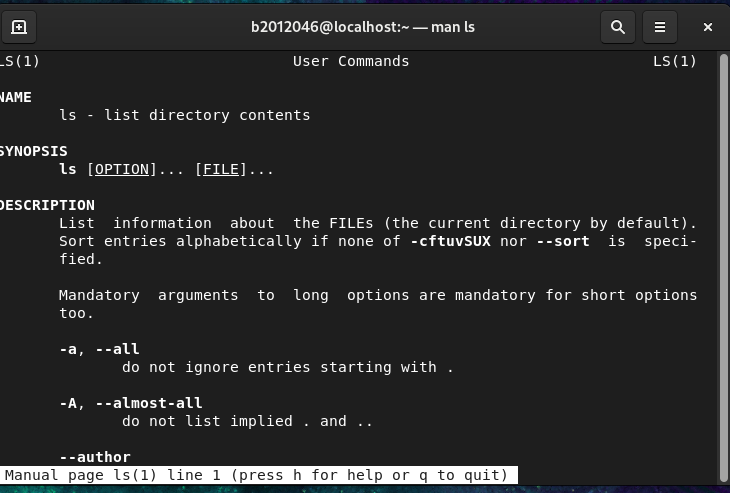 b2012046@localhost:~ — man ls
LS(1) User Commands LS(1)
NAME
ls - list directory contents
SYNOPSIS
ls [OPTION]... [FILE]...
DESCRIPTION
List information about the FILEs (the current directory by default).
Sort entries alphabetically if none of -cftuvSUX nor --sort is speci-
fied.
Mandatory arguments to long options are mandatory for short options
too.
-a, --all
do not ignore entries starting with .
-A, --almost-all
do not list implied . and ..
--author
Manual page ls(1) line 1 (press h for help or q to quit)